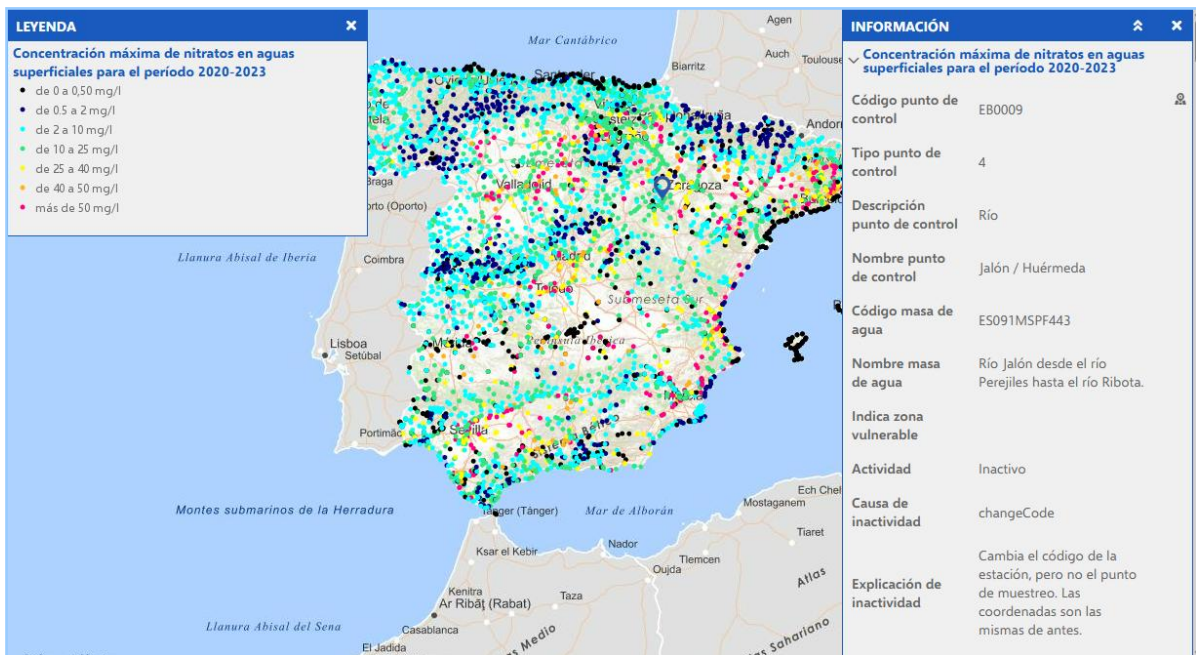 LEYENDA
Concentración máxima de nitratos en aguas
superficiales para el período 2020-2023
de 0 a 0,50 mg/l
de 0.5 a 2 mg/l
de 2 a 10 mg/l
de 10 a 25 mg/l
de 25 a 40 mg/l
de 40 a 50 mg/l
más de 50 mg/l
Mar Cantábrico
Agen
Auch
Toulouse
Biarritz
Santander
Andorr
Valladolid
Zaragoza
Braga
orto (Oporto)
Coimbra
Llanura Abisal de Iberia
Madrid
Toledo
Submeseta Sur
Península Ibérica
Lisboa
Setúbal
Portimão
Sevilla
Montes submarinos de la Herradura
Tánger (Tánger)
Mar de Alborán
Mostaganem
Ech Chel
Tiaret
Ksar el Kebir
Nador
Oujda
Tlemcen
Atlas
Kenitra
Ar Ribāţ (Rabat)
Taza
Llanura Abisal del Sena
Casablanca
El Jadida
Medio
Sahariano
INFORMACIÓN
Concentración máxima de nitratos en aguas
superficiales para el período 2020-2023
Código punto de
control
EB0009
Tipo punto de
control
4
Descripción
punto de control
Río
Nombre punto
de control
Jalón / Huérmeda
Código masa de
agua
ES091MSPF443
Nombre masa
de agua
Río Jalón desde el río
Perejiles hasta el río Ribota.
Indica zona
vulnerable
Actividad
Inactivo
Causa de
inactividad
changeCode
Explicación de
inactividad
Cambia el código de la
estación, pero no el punto
de muestreo. Las
coordenadas son las
mismas de antes.